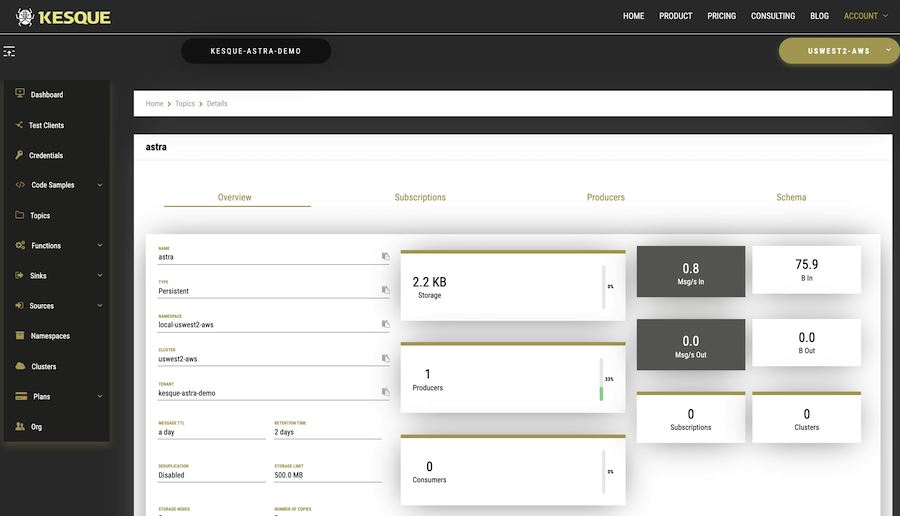 KESQUE
HOME PRODUCT PRICING CONSULTING BLOG ACCOUNT
KESQUE-ASTRA-DEMO
USWEST2-AWS
Dashboard
Test Clients
Credentials
Code Samples
Topics
Functions
Sinks
Sources
Namespaces
Clusters
Plans
Org
Home > Topics > Details
astra
Overview Subscriptions Producers Schema
NAME
astra
TYPE
Persistent
NAMESPACE
local-uswest2-aws
CLUSTER
uswest2-aws
TENANT
kesque-astra-demo
MESSAGE TTL RETENTION TIME
a day 2 days
DEDUPLICATION STORAGE LIMIT
Disabled 500.0 MB
STORAGE NODES NUMBER OF COPIES
2.2 KB
Storage
0%
1
Producers
33%
0
Consumers
0%
0.8
Msg/s In
75.9
B In
0.0
Msg/s Out
0.0
B Out
0
Subscriptions
0
Clusters